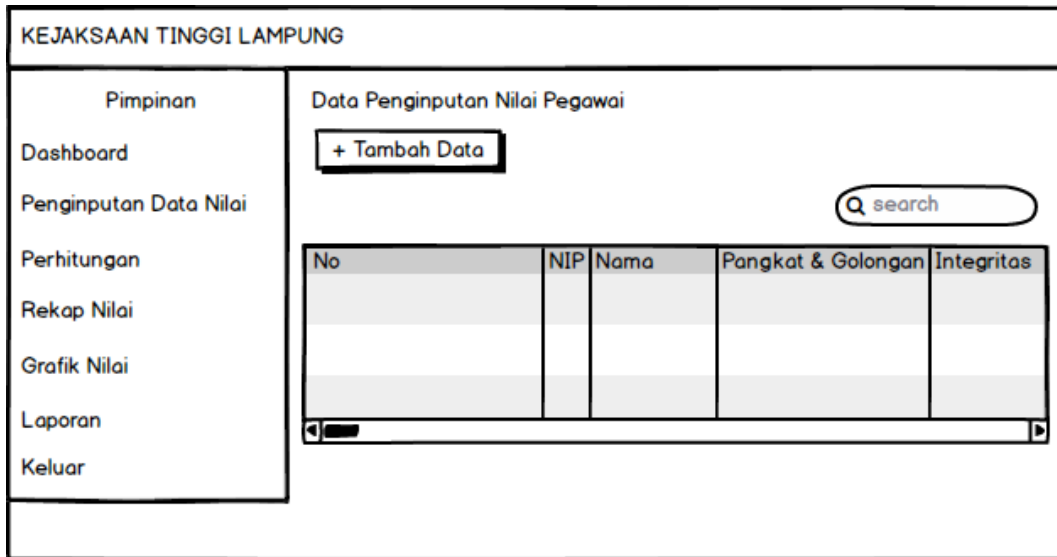 KEJAKSAAN TINGGI LAMPUNG
Pimpinan
Dashboard
Penginputan Data Nilai
Perhitungan
Rekap Nilai
Grafik Nilai
Laporan
Keluar
Data Penginputan Nilai Pegawai
+ Tambah Data
search
No NIP Nama Pangkat & Golongan Integritas